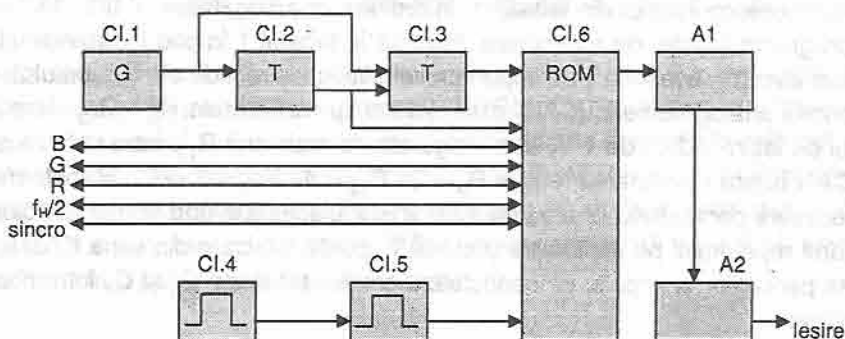 CI.1 CI.2 CI.3 CI.6 A1
G T T ROM
B
G
R
fH/2
sincro
CI.4 CI.5 A2
Iesire